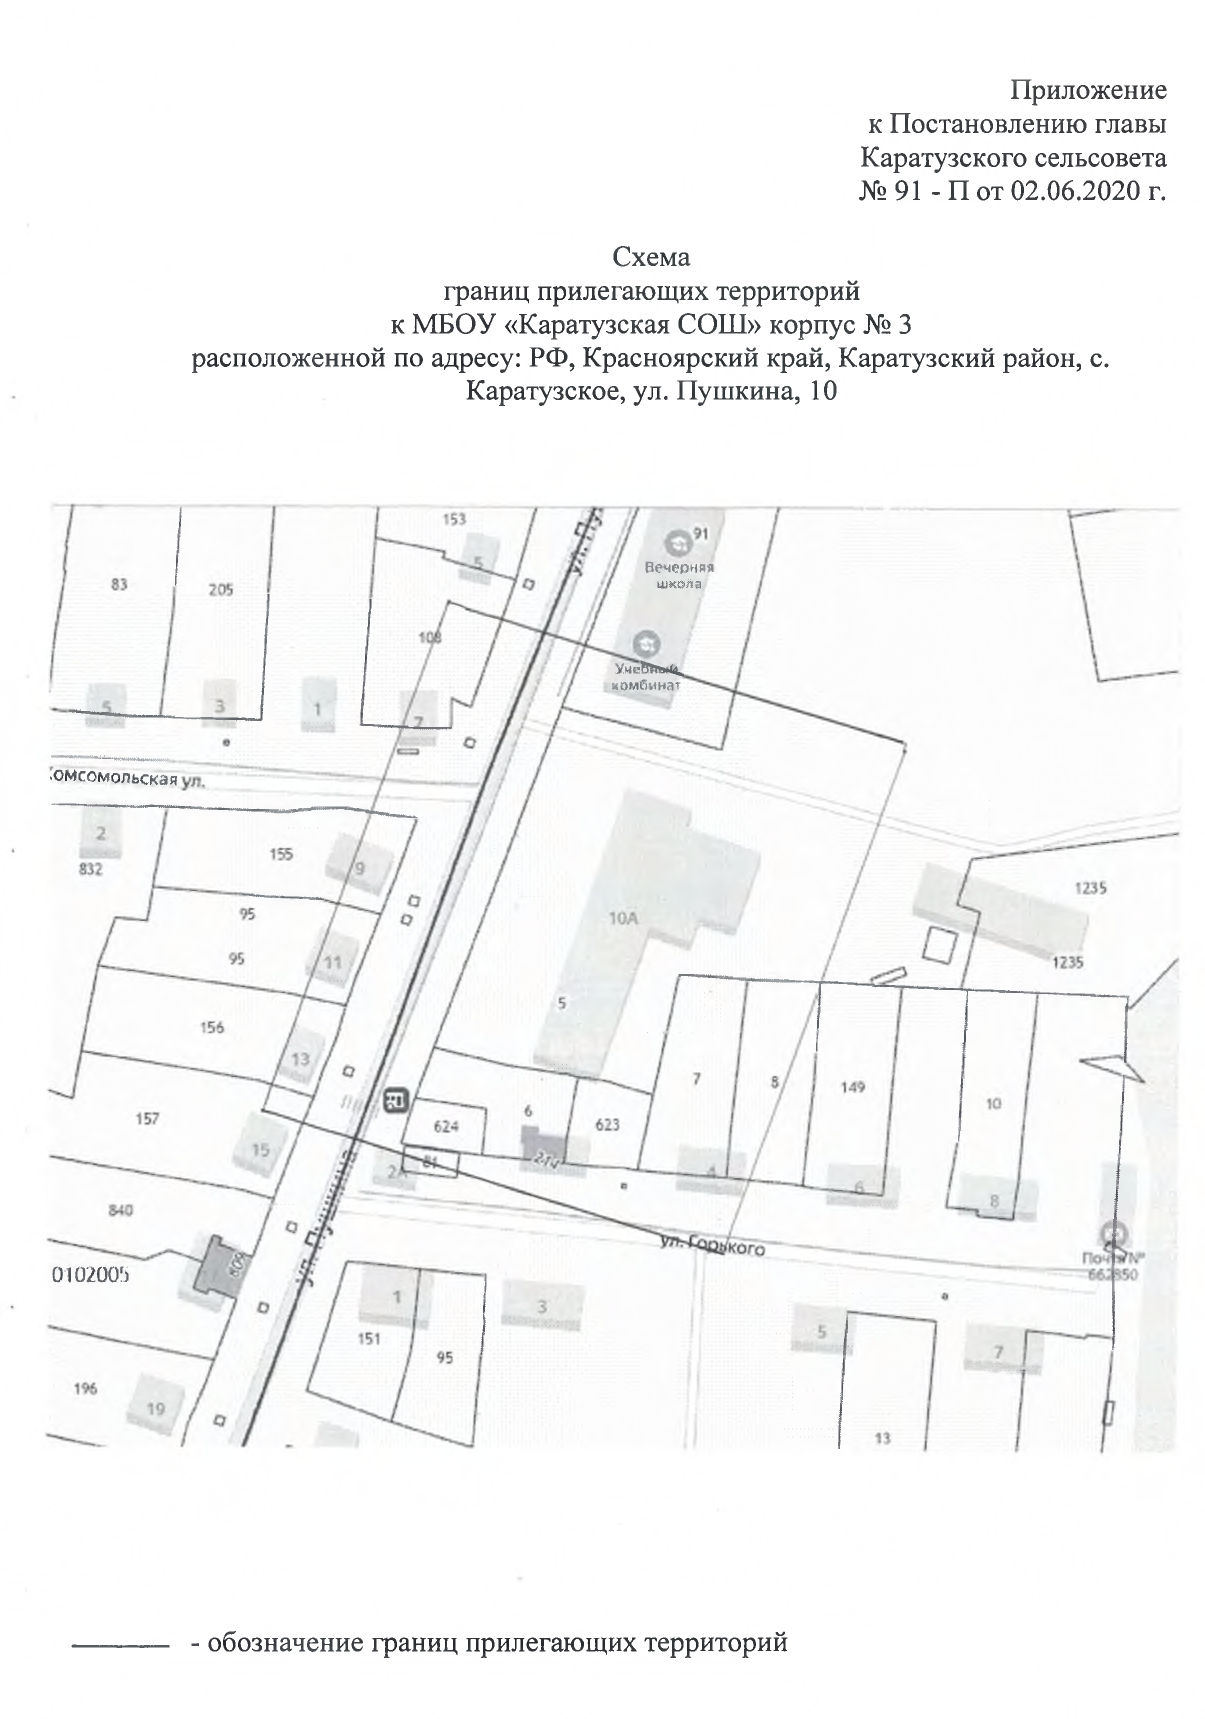 Приложение
к Постановлению главы
Каратузского сельсовета
№ 91 - П от 02.06.2020 г.
Схема
границ прилегающих территорий
к МБОУ «Каратузская СОШ» корпус № 3
расположенной по адресу: РФ, Красноярский край, Каратузский район, с.
Каратузское, ул. Пушкина, 10
153
ул. Пу
91
5
Вечерняя
школа
83
205
108
Учебный
комбинат
5
3
1
7
Комсомольская ул.
2
832
155
9
1235
95
10А
95
11
1235
5
156
13
7
8
149
10
157
624
6
623
15
81
2А
214
4
6
8
840
ул. Пушкина
ул. Горького
Почта №
662850
0102005
809
1
3
151
95
5
7
196
19
13
- обозначение границ прилегающих территорий